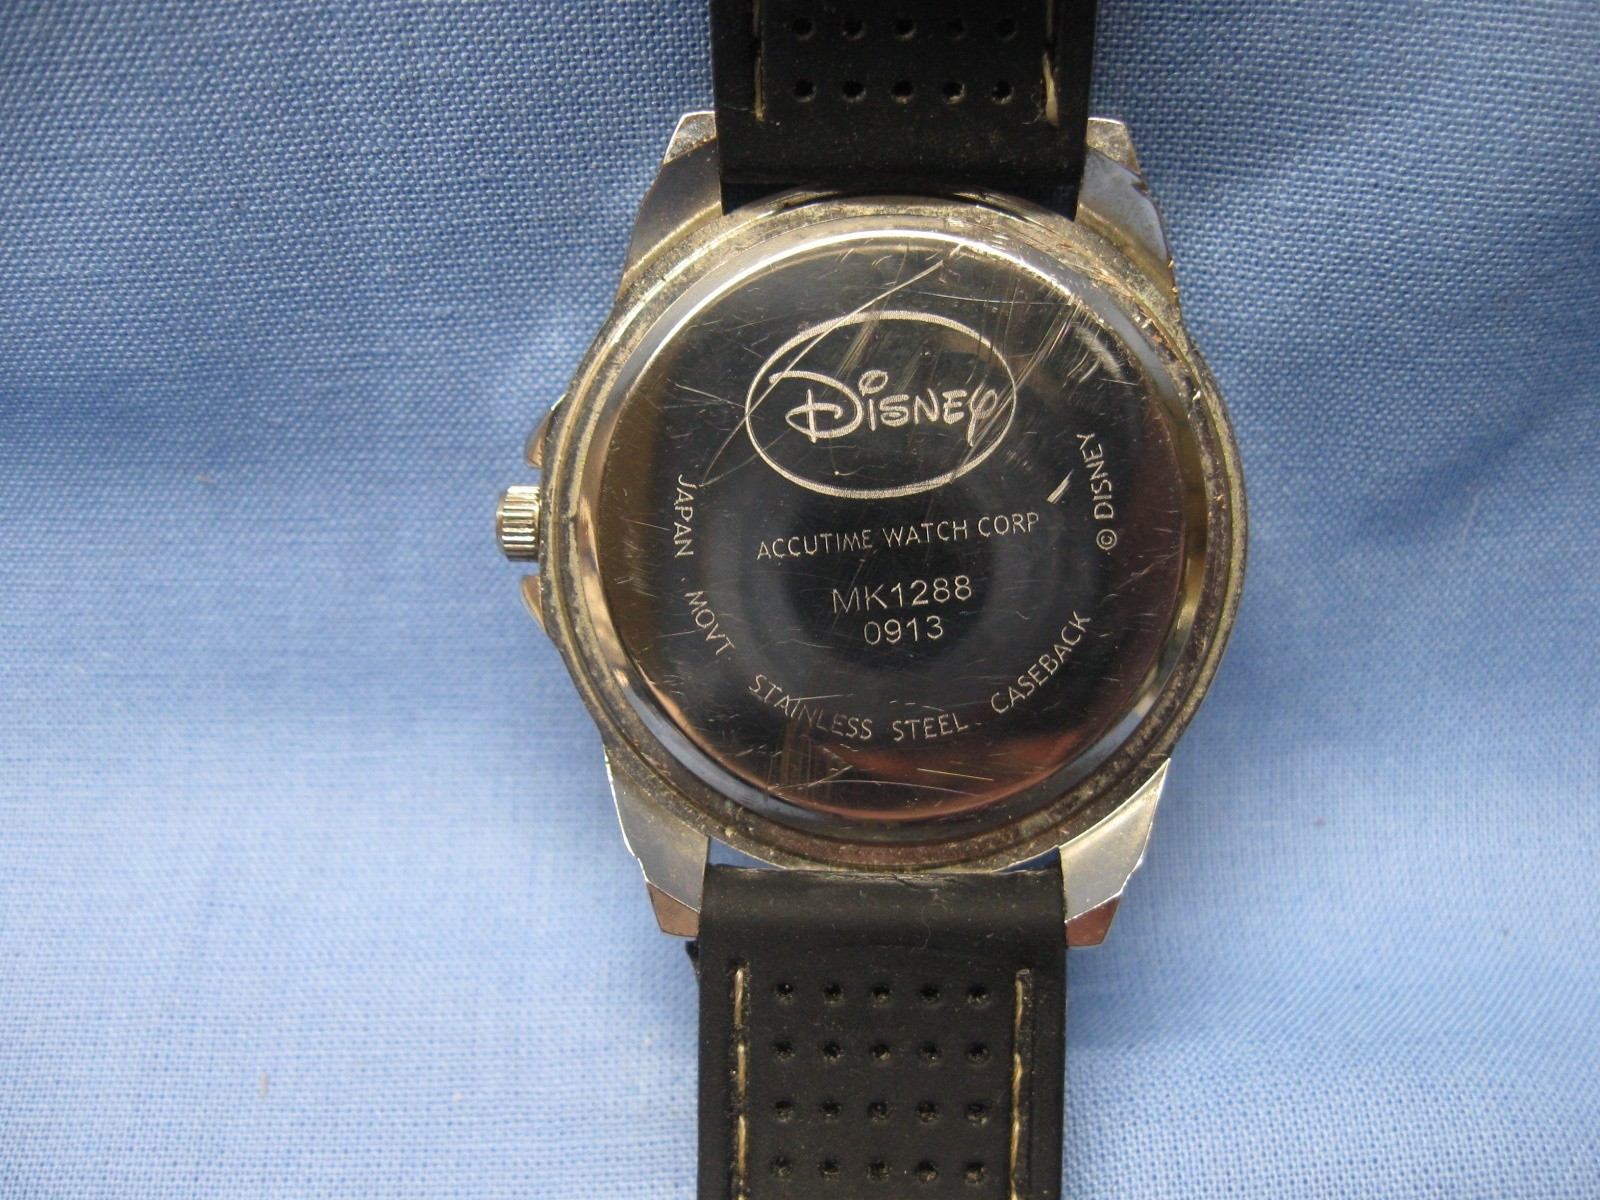 DISNEY
ACCUTIME WATCH CORP
MK1288
0913
JAPAN · MOVT · STAINLESS STEEL · CASEBACK
© DISNEY